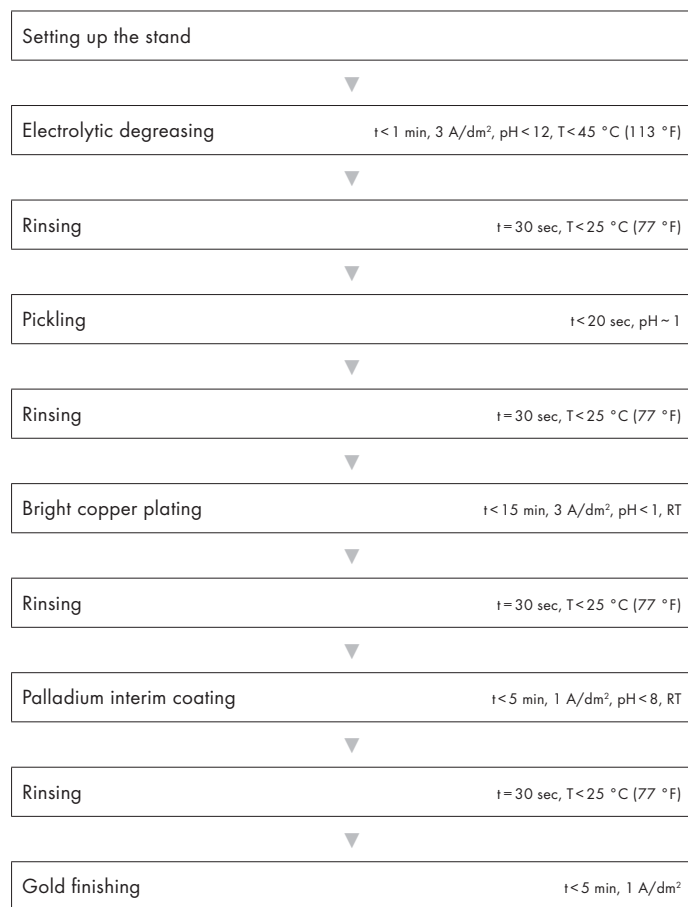 Setting up the stand
Electrolytic degreasing t < 1 min, 3 A/dm², pH < 12, T < 45 °C (113 °F)
Rinsing t = 30 sec, T < 25 °C (77 °F)
Pickling t < 20 sec, pH ~ 1
Rinsing t = 30 sec, T < 25 °C (77 °F)
Bright copper plating t < 15 min, 3 A/dm², pH < 1, RT
Rinsing t = 30 sec, T < 25 °C (77 °F)
Palladium interim coating t < 5 min, 1 A/dm², pH < 8, RT
Rinsing t = 30 sec, T < 25 °C (77 °F)
Gold finishing t < 5 min, 1 A/dm²